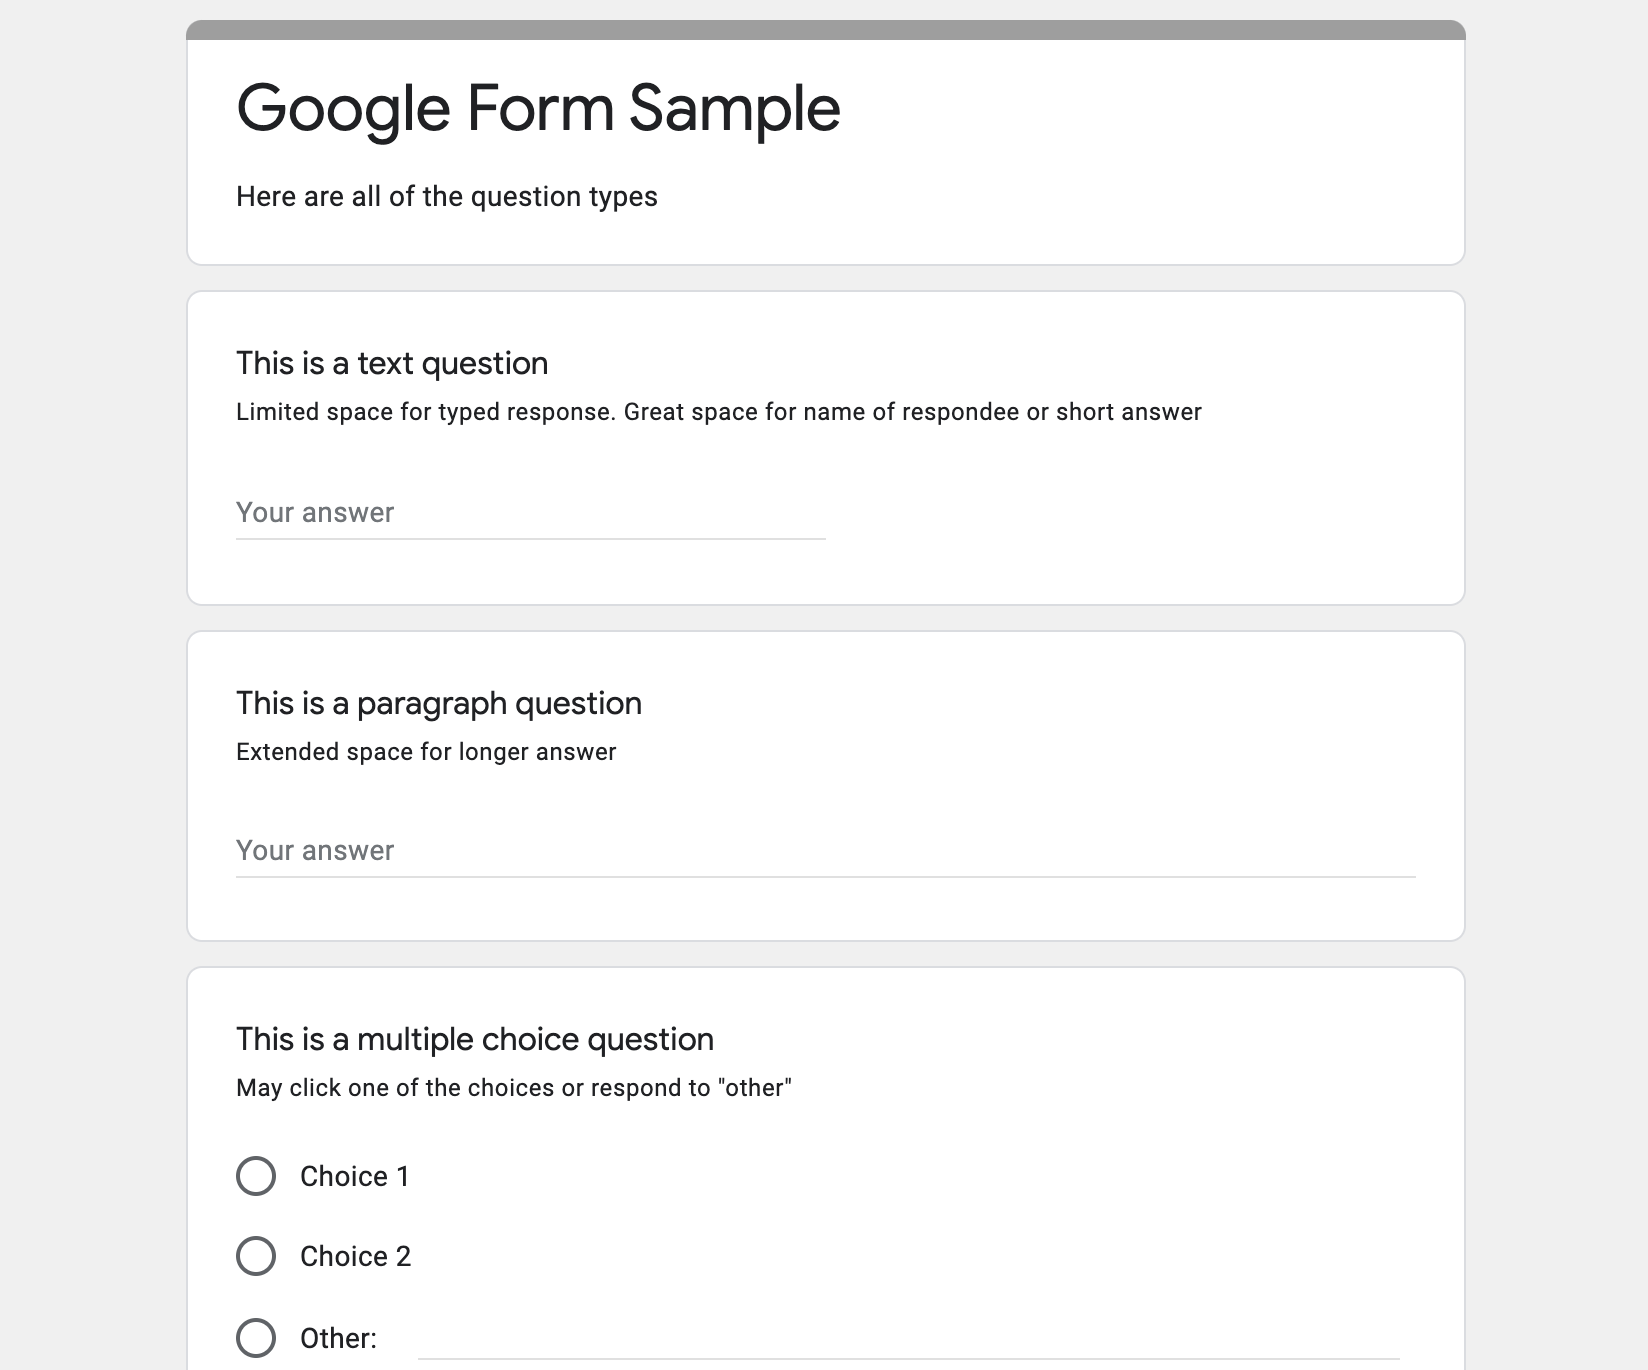 Google Form Sample
Here are all of the question types
This is a text question
Limited space for typed response. Great space for name of respondee or short answer
Your answer
This is a paragraph question
Extended space for longer answer
Your answer
This is a multiple choice question
May click one of the choices or respond to "other"
Choice 1
Choice 2
Other: